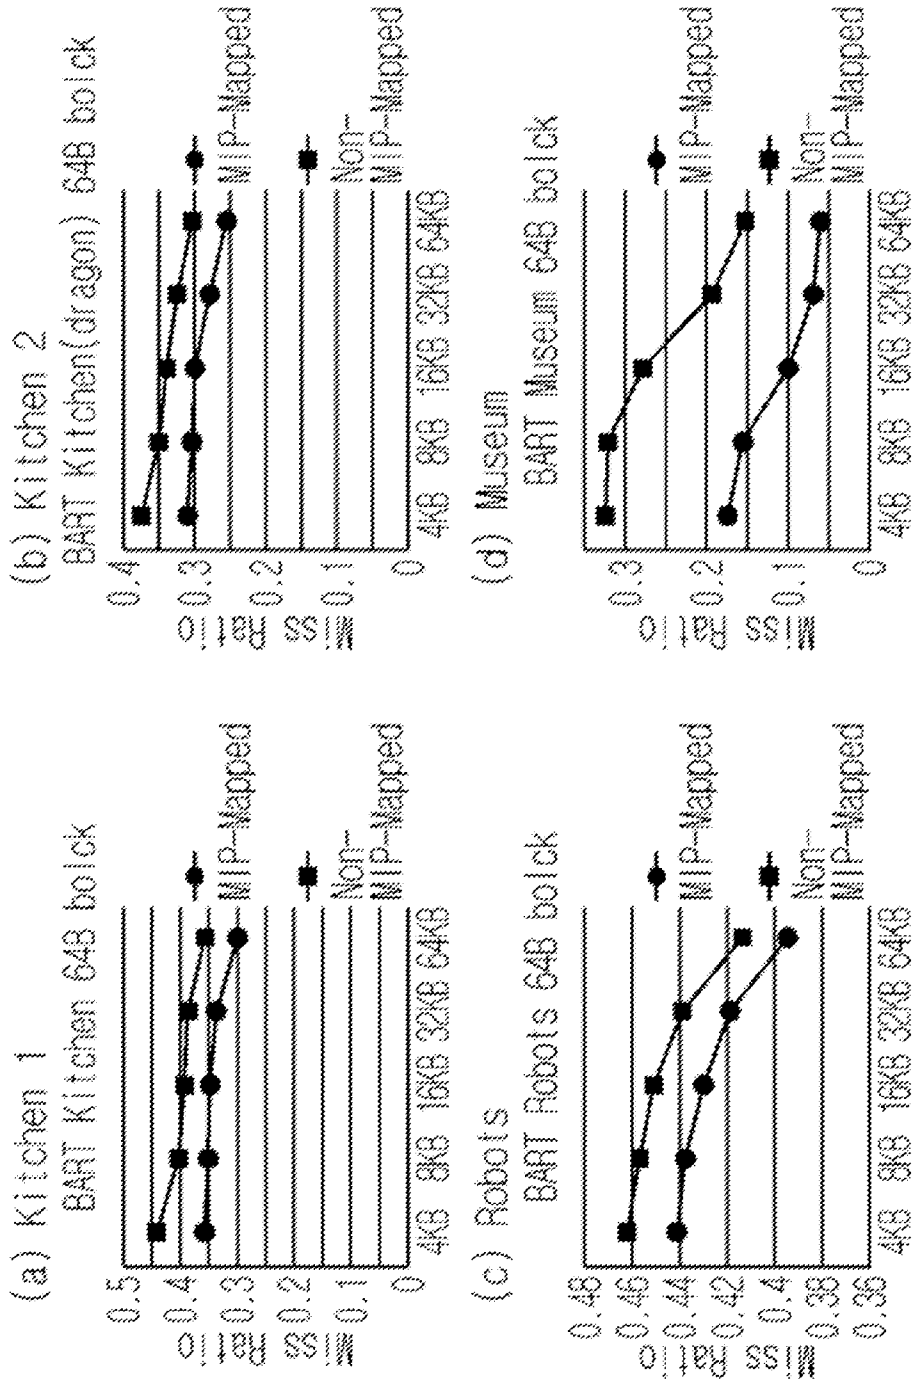 (a) Kitchen 1
BART Kitchen 64B bolck
0.5
0.4
0.3
0.2
0.1
0
Miss Ratio
4KB 8KB 16KB 32KB 64KB
MIP-Mapped
Non-
MIP-Mapped
(b) Kitchen 2
BART Kitchen(dragon) 64B bolck
0.4
0.3
0.2
0.1
0
Miss Ratio
4KB 8KB 16KB 32KB 64KB
MIP-Mapped
Non-
MIP-Mapped
(c) Robots
BART Robots 64B bolck
0.48
0.46
0.44
0.42
0.4
0.38
0.36
Miss Ratio
4KB 8KB 16KB 32KB 64KB
MIP-Mapped
Non-
MIP-Mapped
(d) Museum
BART Museum 64B bolck
0.3
0.2
0.1
0
Miss Ratio
4KB 8KB 16KB 32KB 64KB
MIP-Mapped
Non-
MIP-Mapped